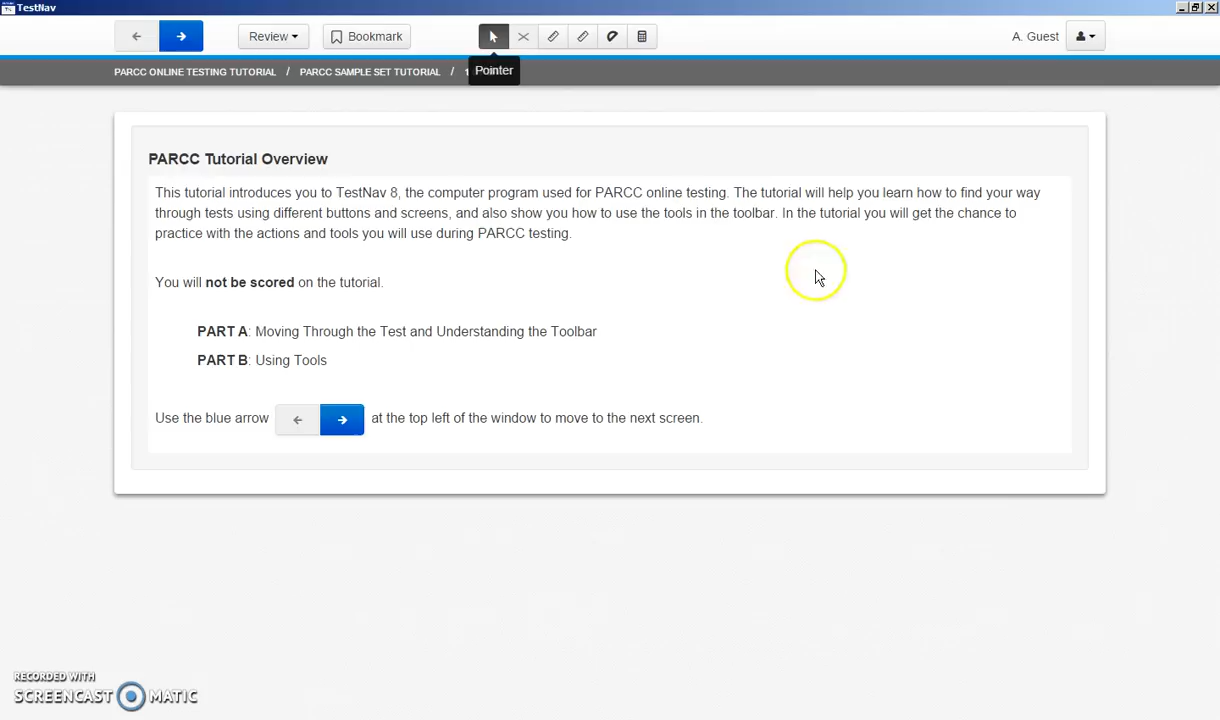 TestNav
Review
Bookmark
A. Guest
PARCC ONLINE TESTING TUTORIAL / PARCC SAMPLE SET TUTORIAL /
Pointer
PARCC Tutorial Overview
This tutorial introduces you to TestNav 8, the computer program used for PARCC online testing. The tutorial will help you learn how to find your way
through tests using different buttons and screens, and also show you how to use the tools in the toolbar. In the tutorial you will get the chance to
practice with the actions and tools you will use during PARCC testing.
You will not be scored on the tutorial.
PART A: Moving Through the Test and Understanding the Toolbar
PART B: Using Tools
Use the blue arrow at the top left of the window to move to the next screen.
RECORDED WITH
SCREENCAST MATIC